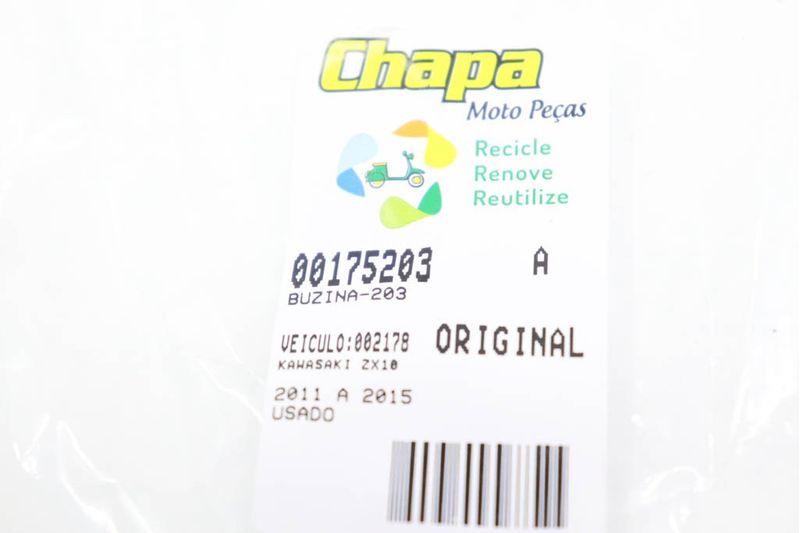 Chapa
Moto Peças
Recicle
Renove
Reutilize
00175203 A
BUZINA-203
VEICULO:002178 ORIGINAL
KAWASAKI ZX10
2011 A 2015
USADO